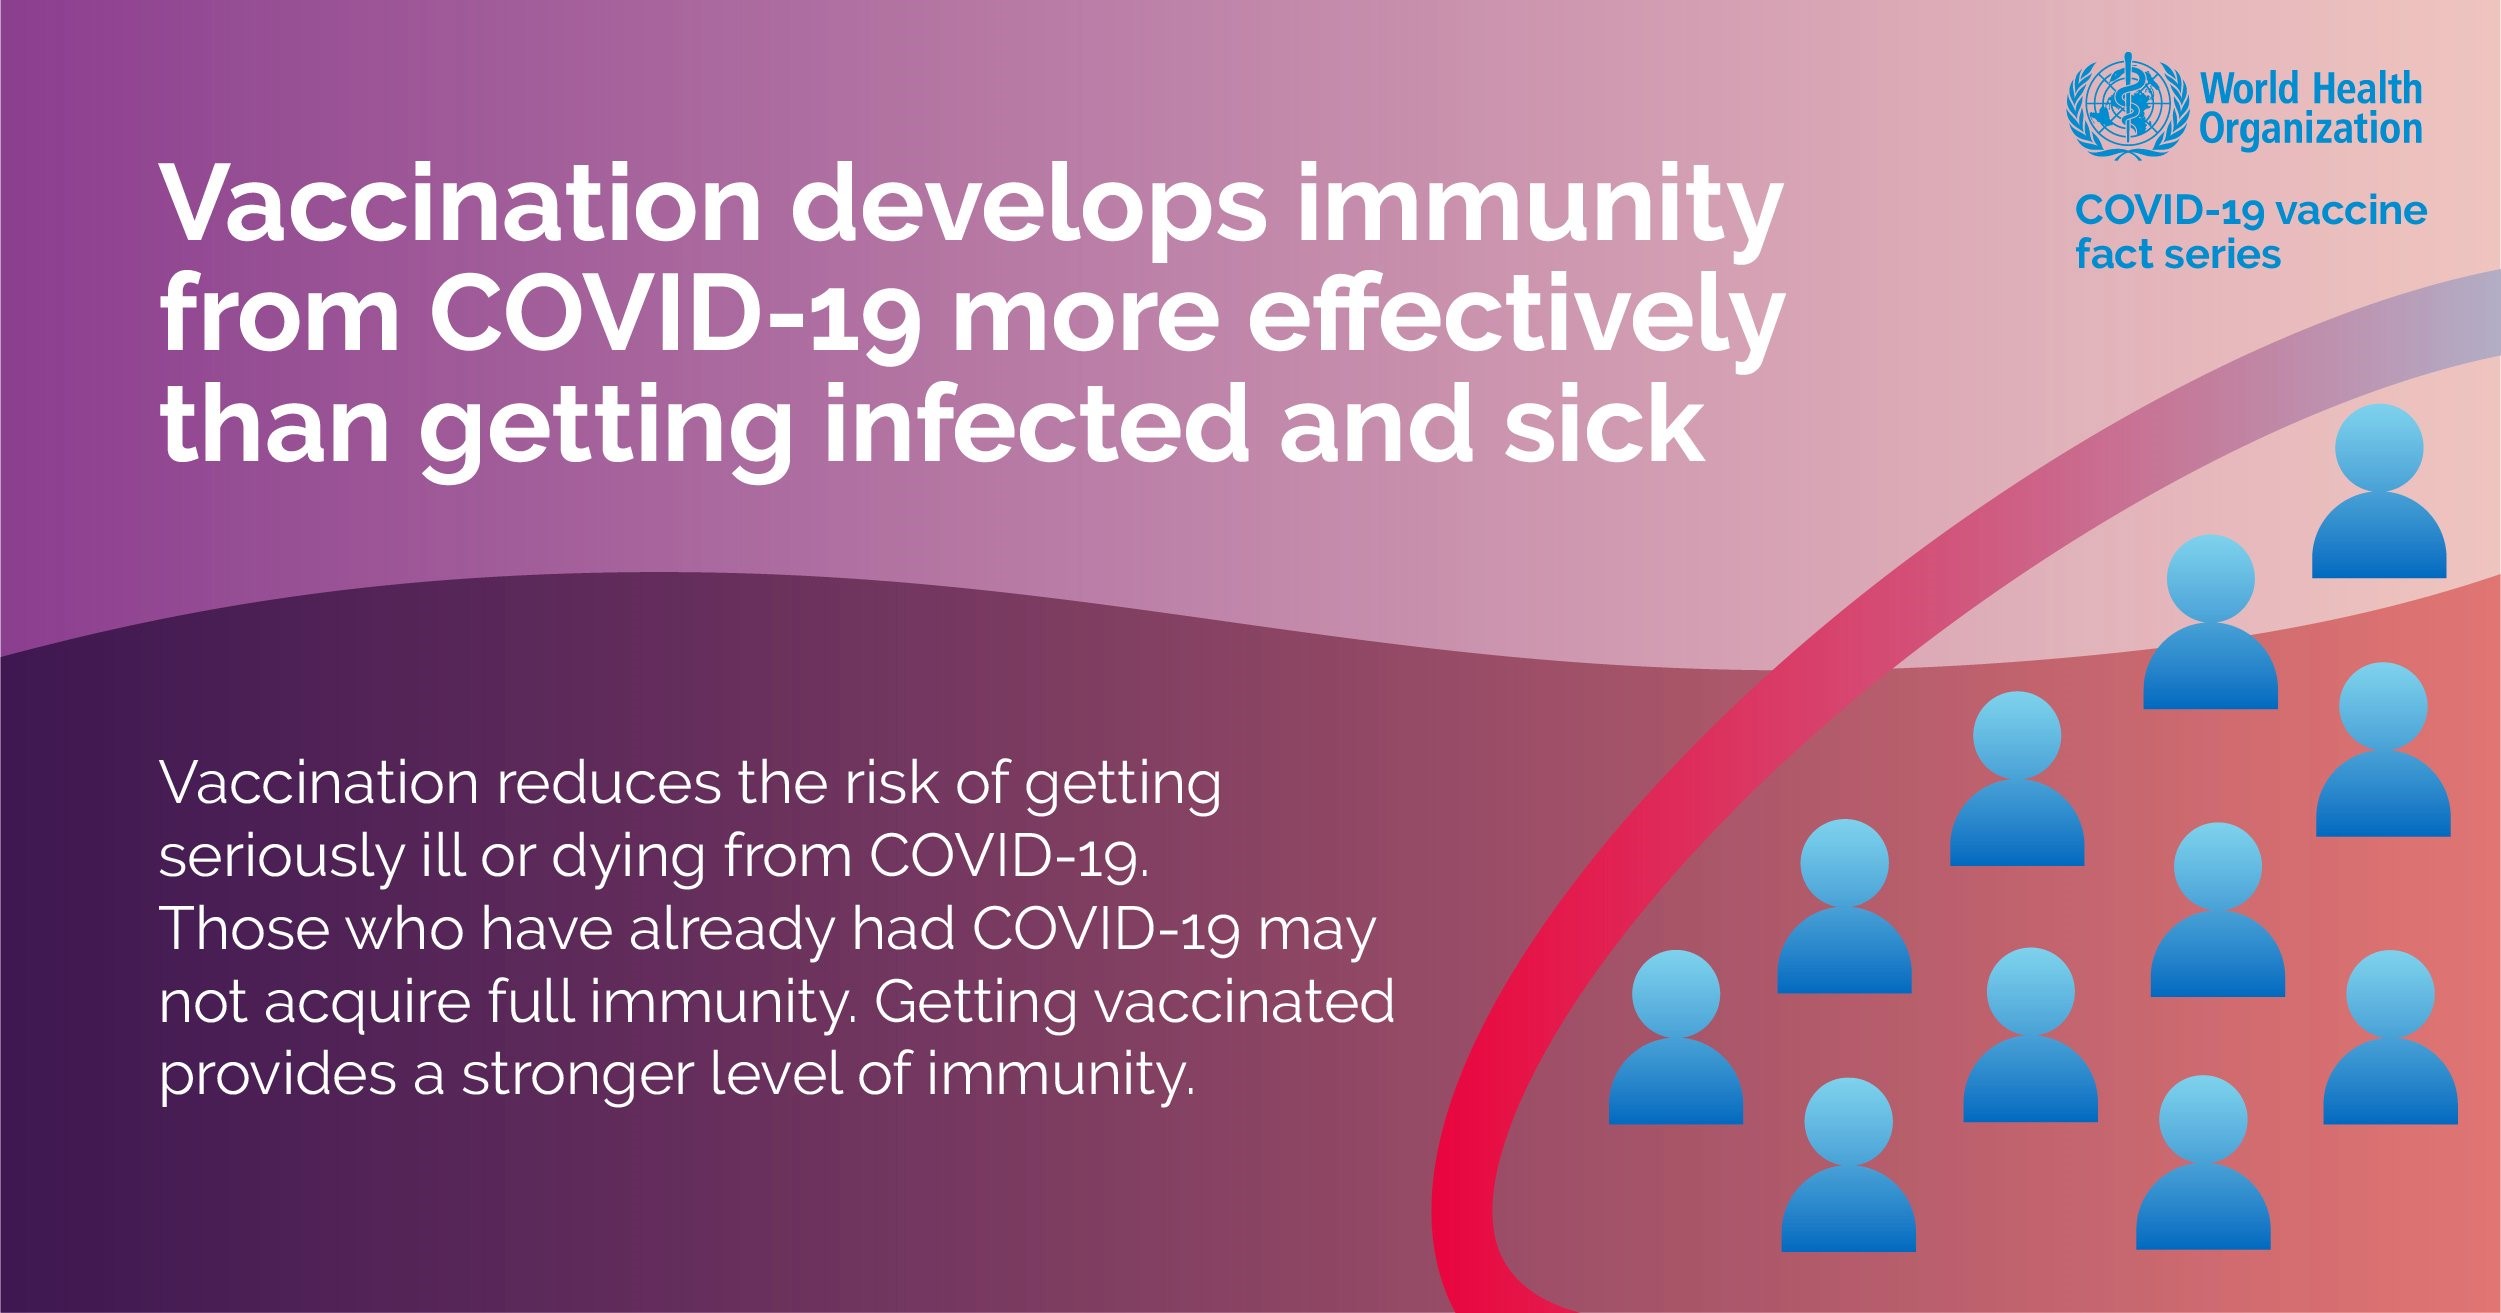 World Health
Organization
COVID-19 vaccine
fact series
Vaccination develops immunity
from COVID-19 more effectively
than getting infected and sick
Vaccination reduces the risk of getting
seriously ill or dying from COVID-19.
Those who have already had COVID-19 may
not acquire full immunity. Getting vaccinated
provides a stronger level of immunity.